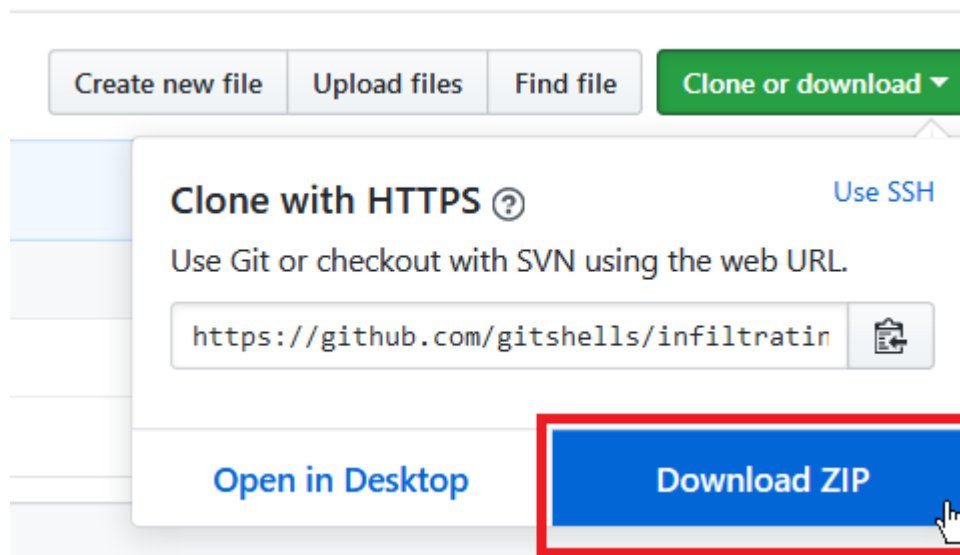 Create new file Upload files Find file Clone or download
Clone with HTTPS ? Use SSH
Use Git or checkout with SVN using the web URL.
https://github.com/gitshells/infiltratin
Open in Desktop Download ZIP